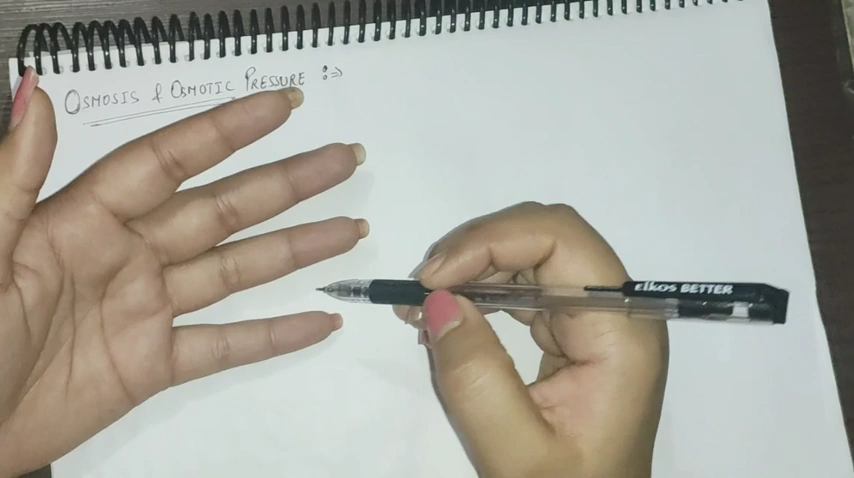 OSMOSIS & OSMOTIC PRESSURE :⇒
elkos BETTER